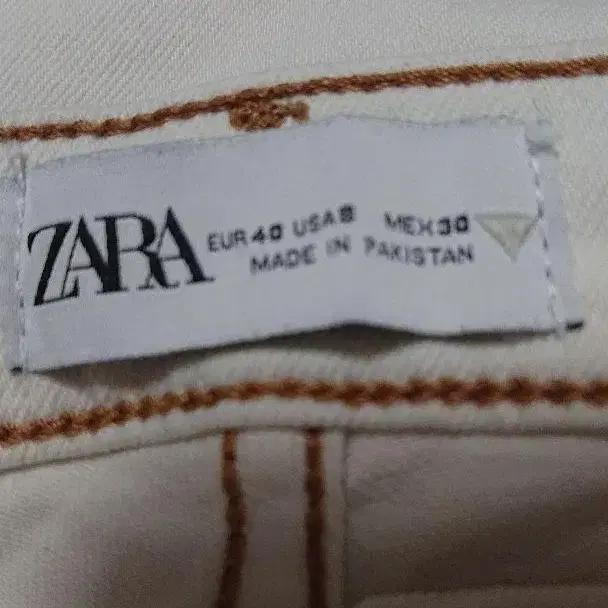 ZARA
EUR 40 USA 8 MEX 30
MADE IN PAKISTAN